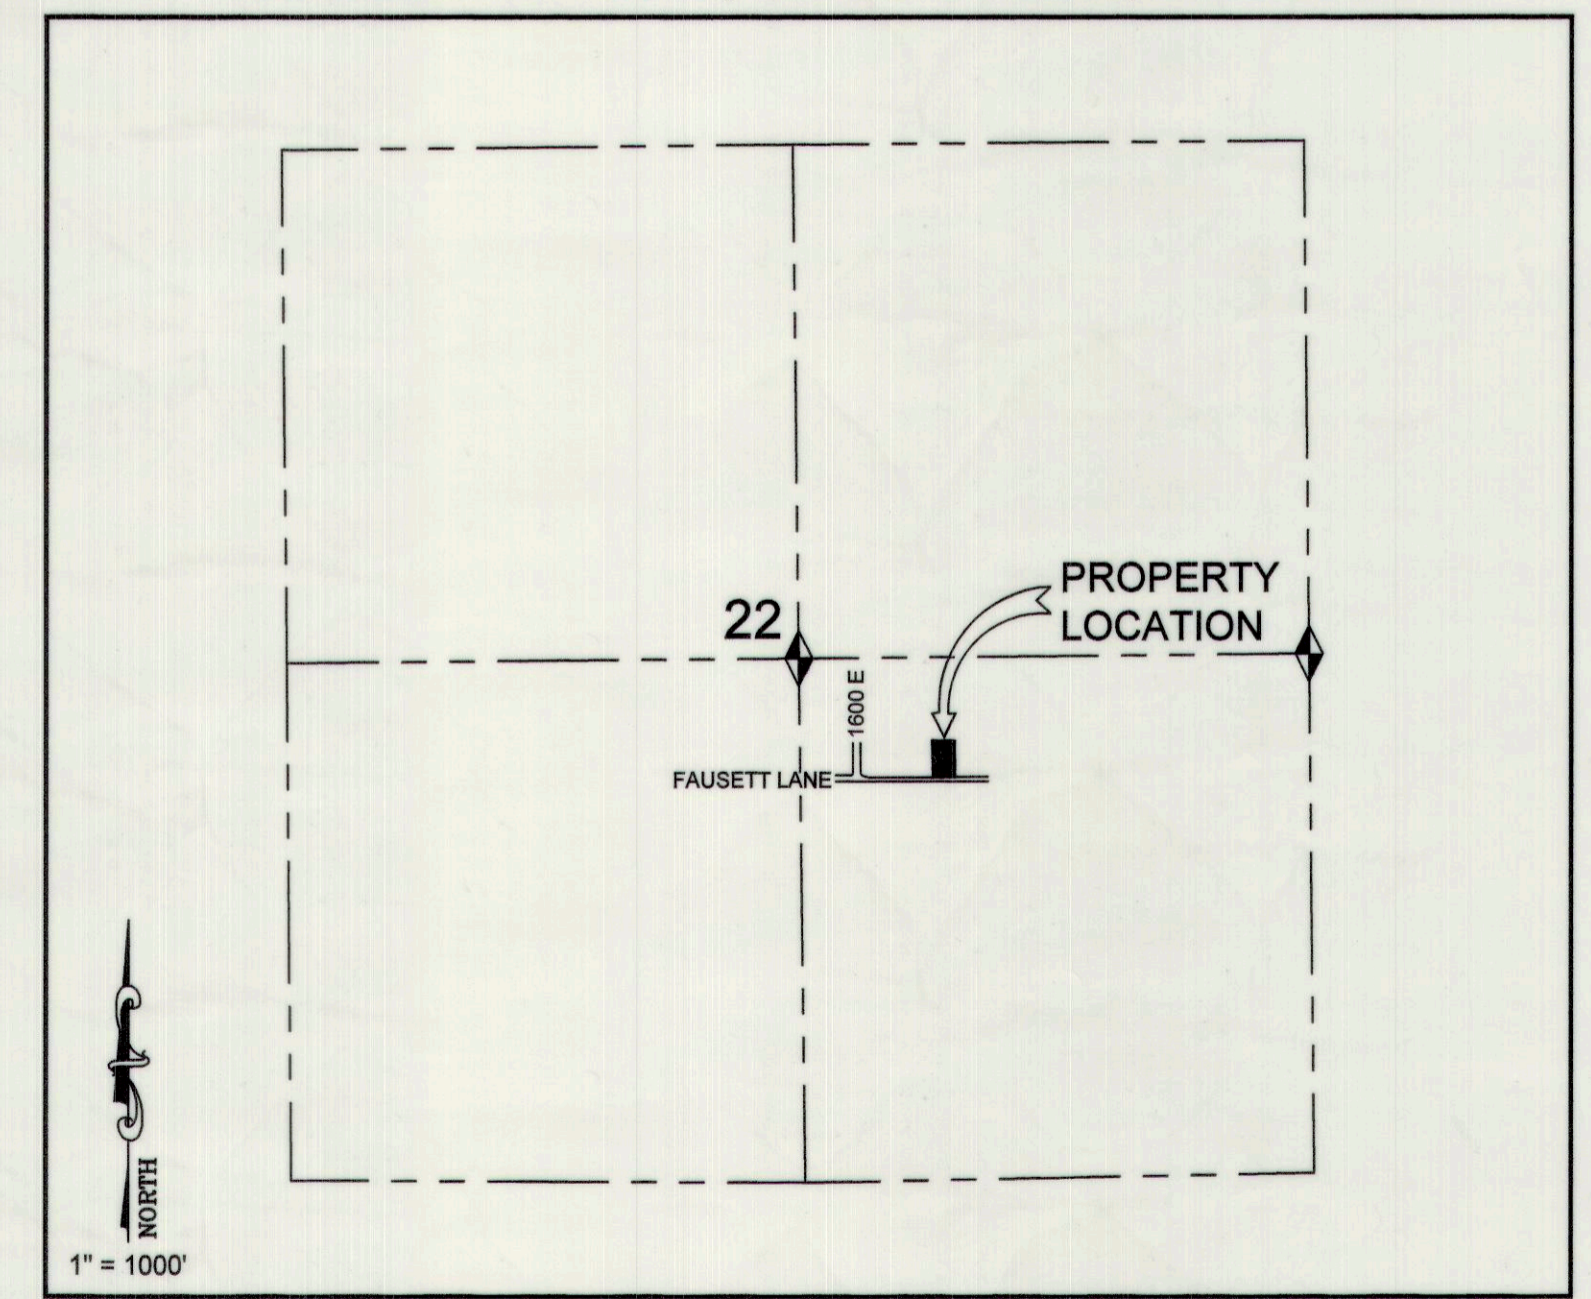 PROPERTY
LOCATION
22
1600 E
FAUSETT LANE
NORTH
1" = 1000'